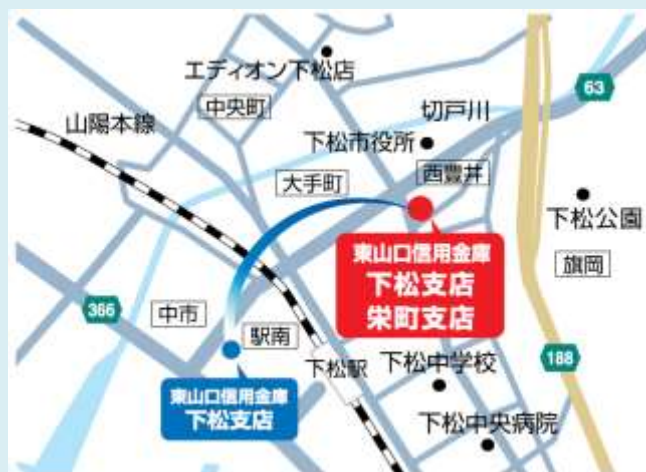 エディオン下松店
中央町
63
山陽本線
切戸川
下松市役所
大手町
西豊井
下松公園
東山口信用金庫
下松支店
栄町支店
旗岡
366
中市
駅南
188
下松駅
下松中学校
東山口信用金庫
下松支店
下松中央病院